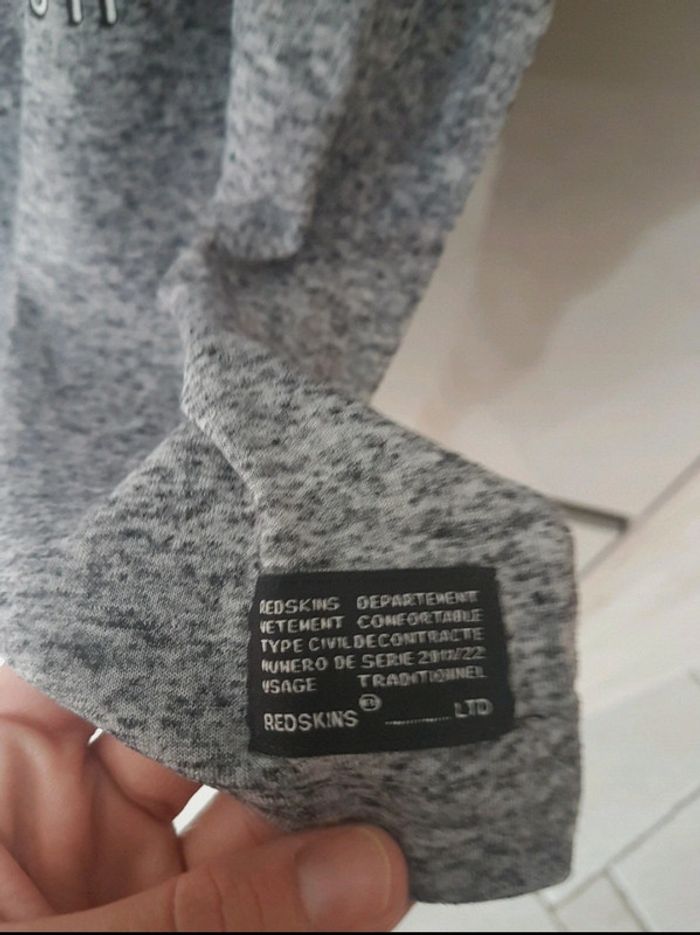 REDSKINS DEPARTEMENT
VETEMENT CONFORTABLE
TYPE CIVIL DECONTRACTE
NUMERO DE SERIE 2012/22
USAGE TRADITIONNEL
REDSKINS ............ LTD